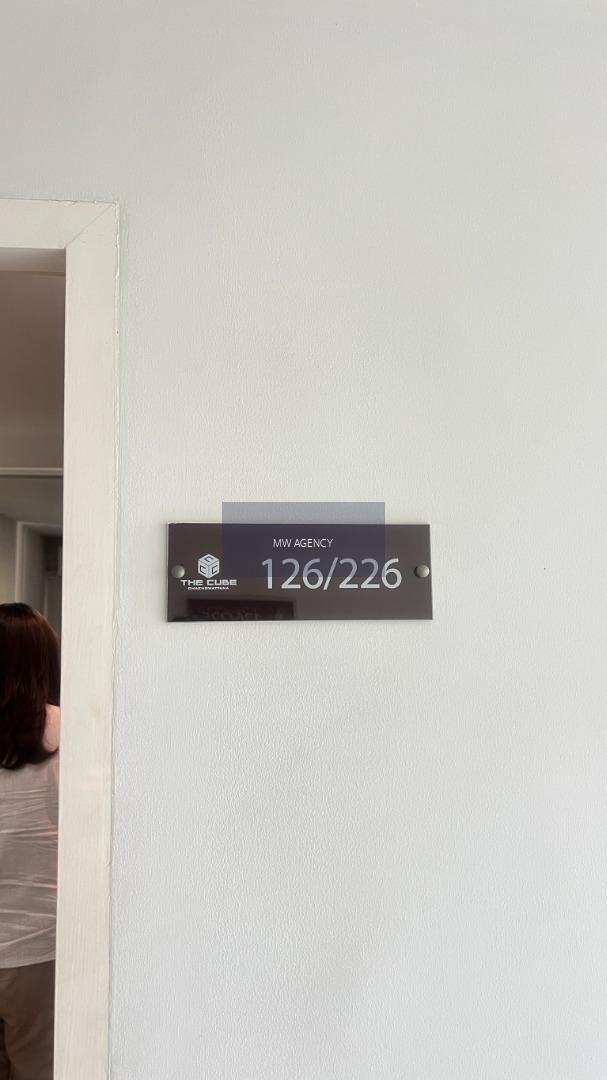 MW AGENCY
126/226
THE CUBE